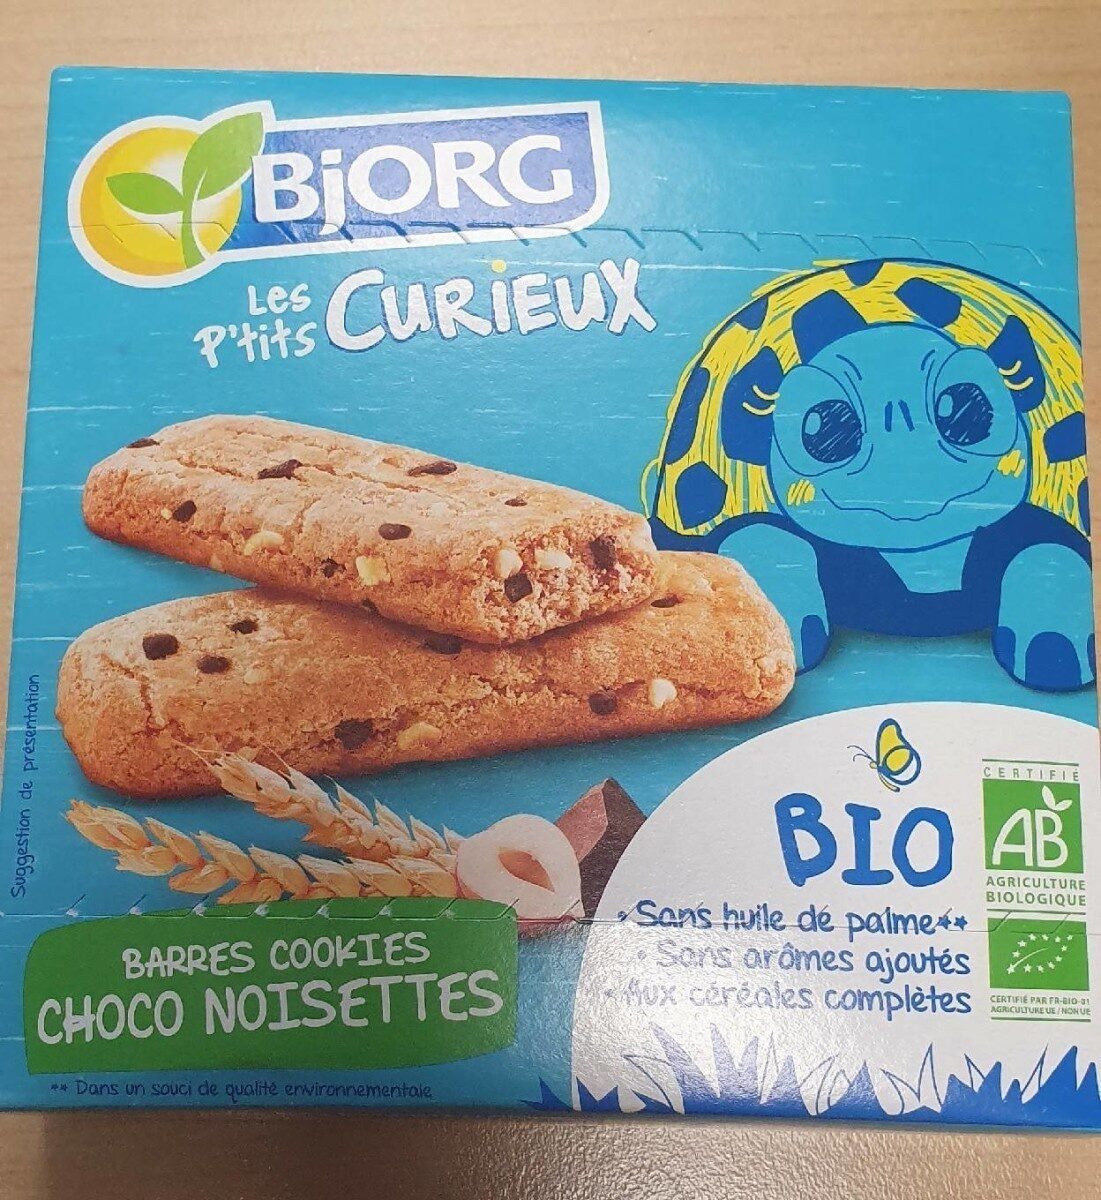 BjORG
Les
P'tits
CURiEUX
Suggestion de présentation
BIO
• Sans huile de palme**
• Sans arômes ajoutés
• Aux céréales complètes
CERTIFIÉ
AB
AGRICULTURE
BIOLOGIQUE
CERTIFIÉ PAR FR-BIO-01
AGRICULTURE UE / NON UE
BARRES COOKIES
CHOCO NOISETTES
** Dans un souci de qualité environnementale